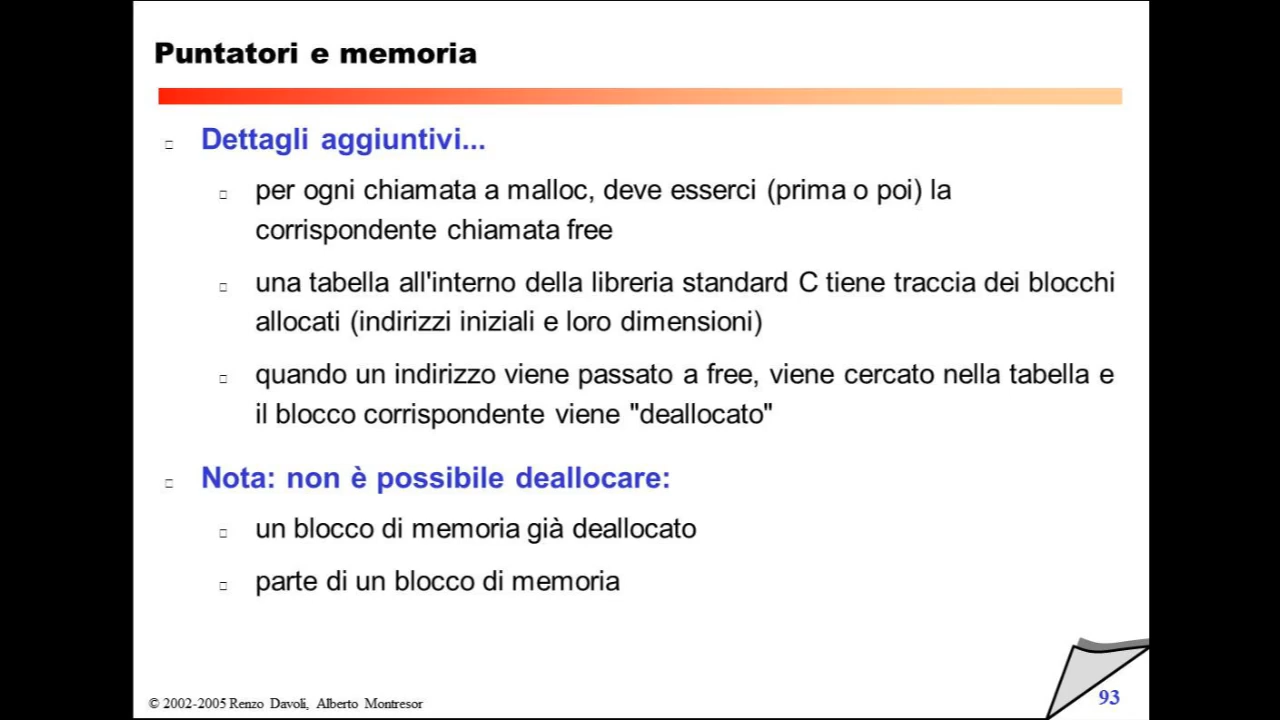 Puntatori e memoria
Dettagli aggiuntivi...
per ogni chiamata a malloc, deve esserci (prima o poi) la
corrispondente chiamata free
una tabella all'interno della libreria standard C tiene traccia dei blocchi
allocati (indirizzi iniziali e loro dimensioni)
quando un indirizzo viene passato a free, viene cercato nella tabella e
il blocco corrispondente viene "deallocato"
Nota: non è possibile deallocare:
un blocco di memoria già deallocato
parte di un blocco di memoria
© 2002-2005 Renzo Davoli, Alberto Montresor
93